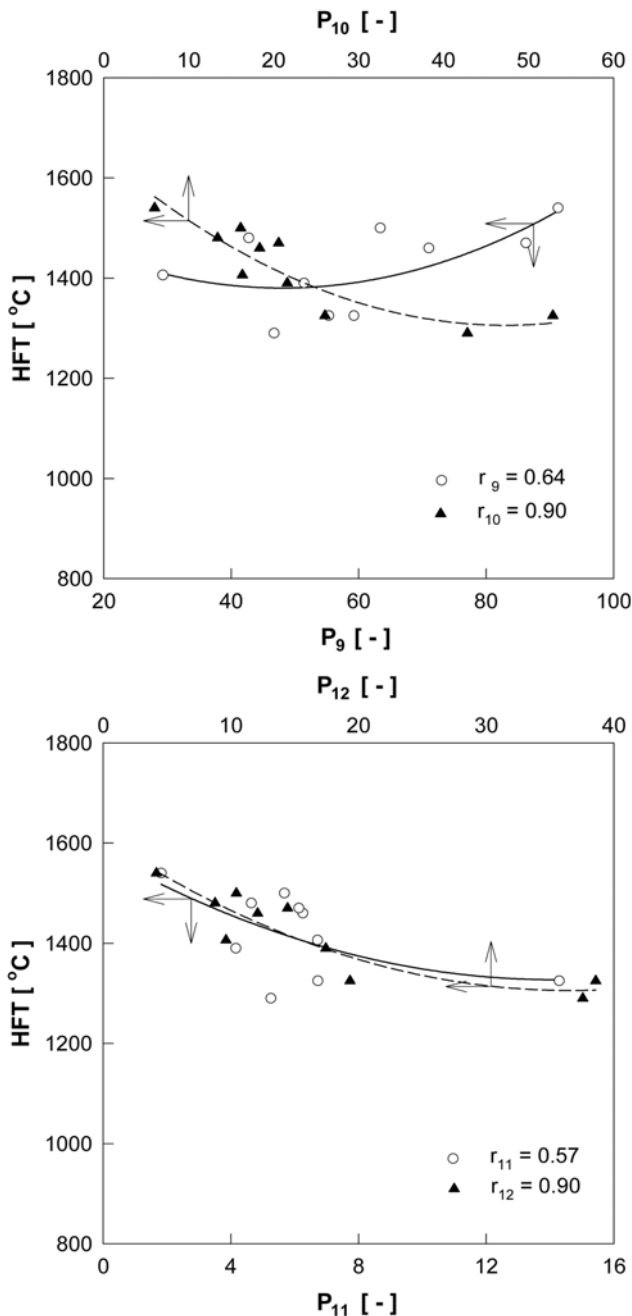 P10 [ - ]
0 10 20 30 40 50 60
1800
1600
1400
1200
1000
800
HFT [ °C ]
r 9 = 0.64
r10 = 0.90
20 40 60 80 100
P9 [ - ]
P12 [ - ]
0 10 20 30 40
1800
1600
1400
1200
1000
800
HFT [ °C ]
r11 = 0.57
r12 = 0.90
0 4 8 12 16
P11 [ - ]